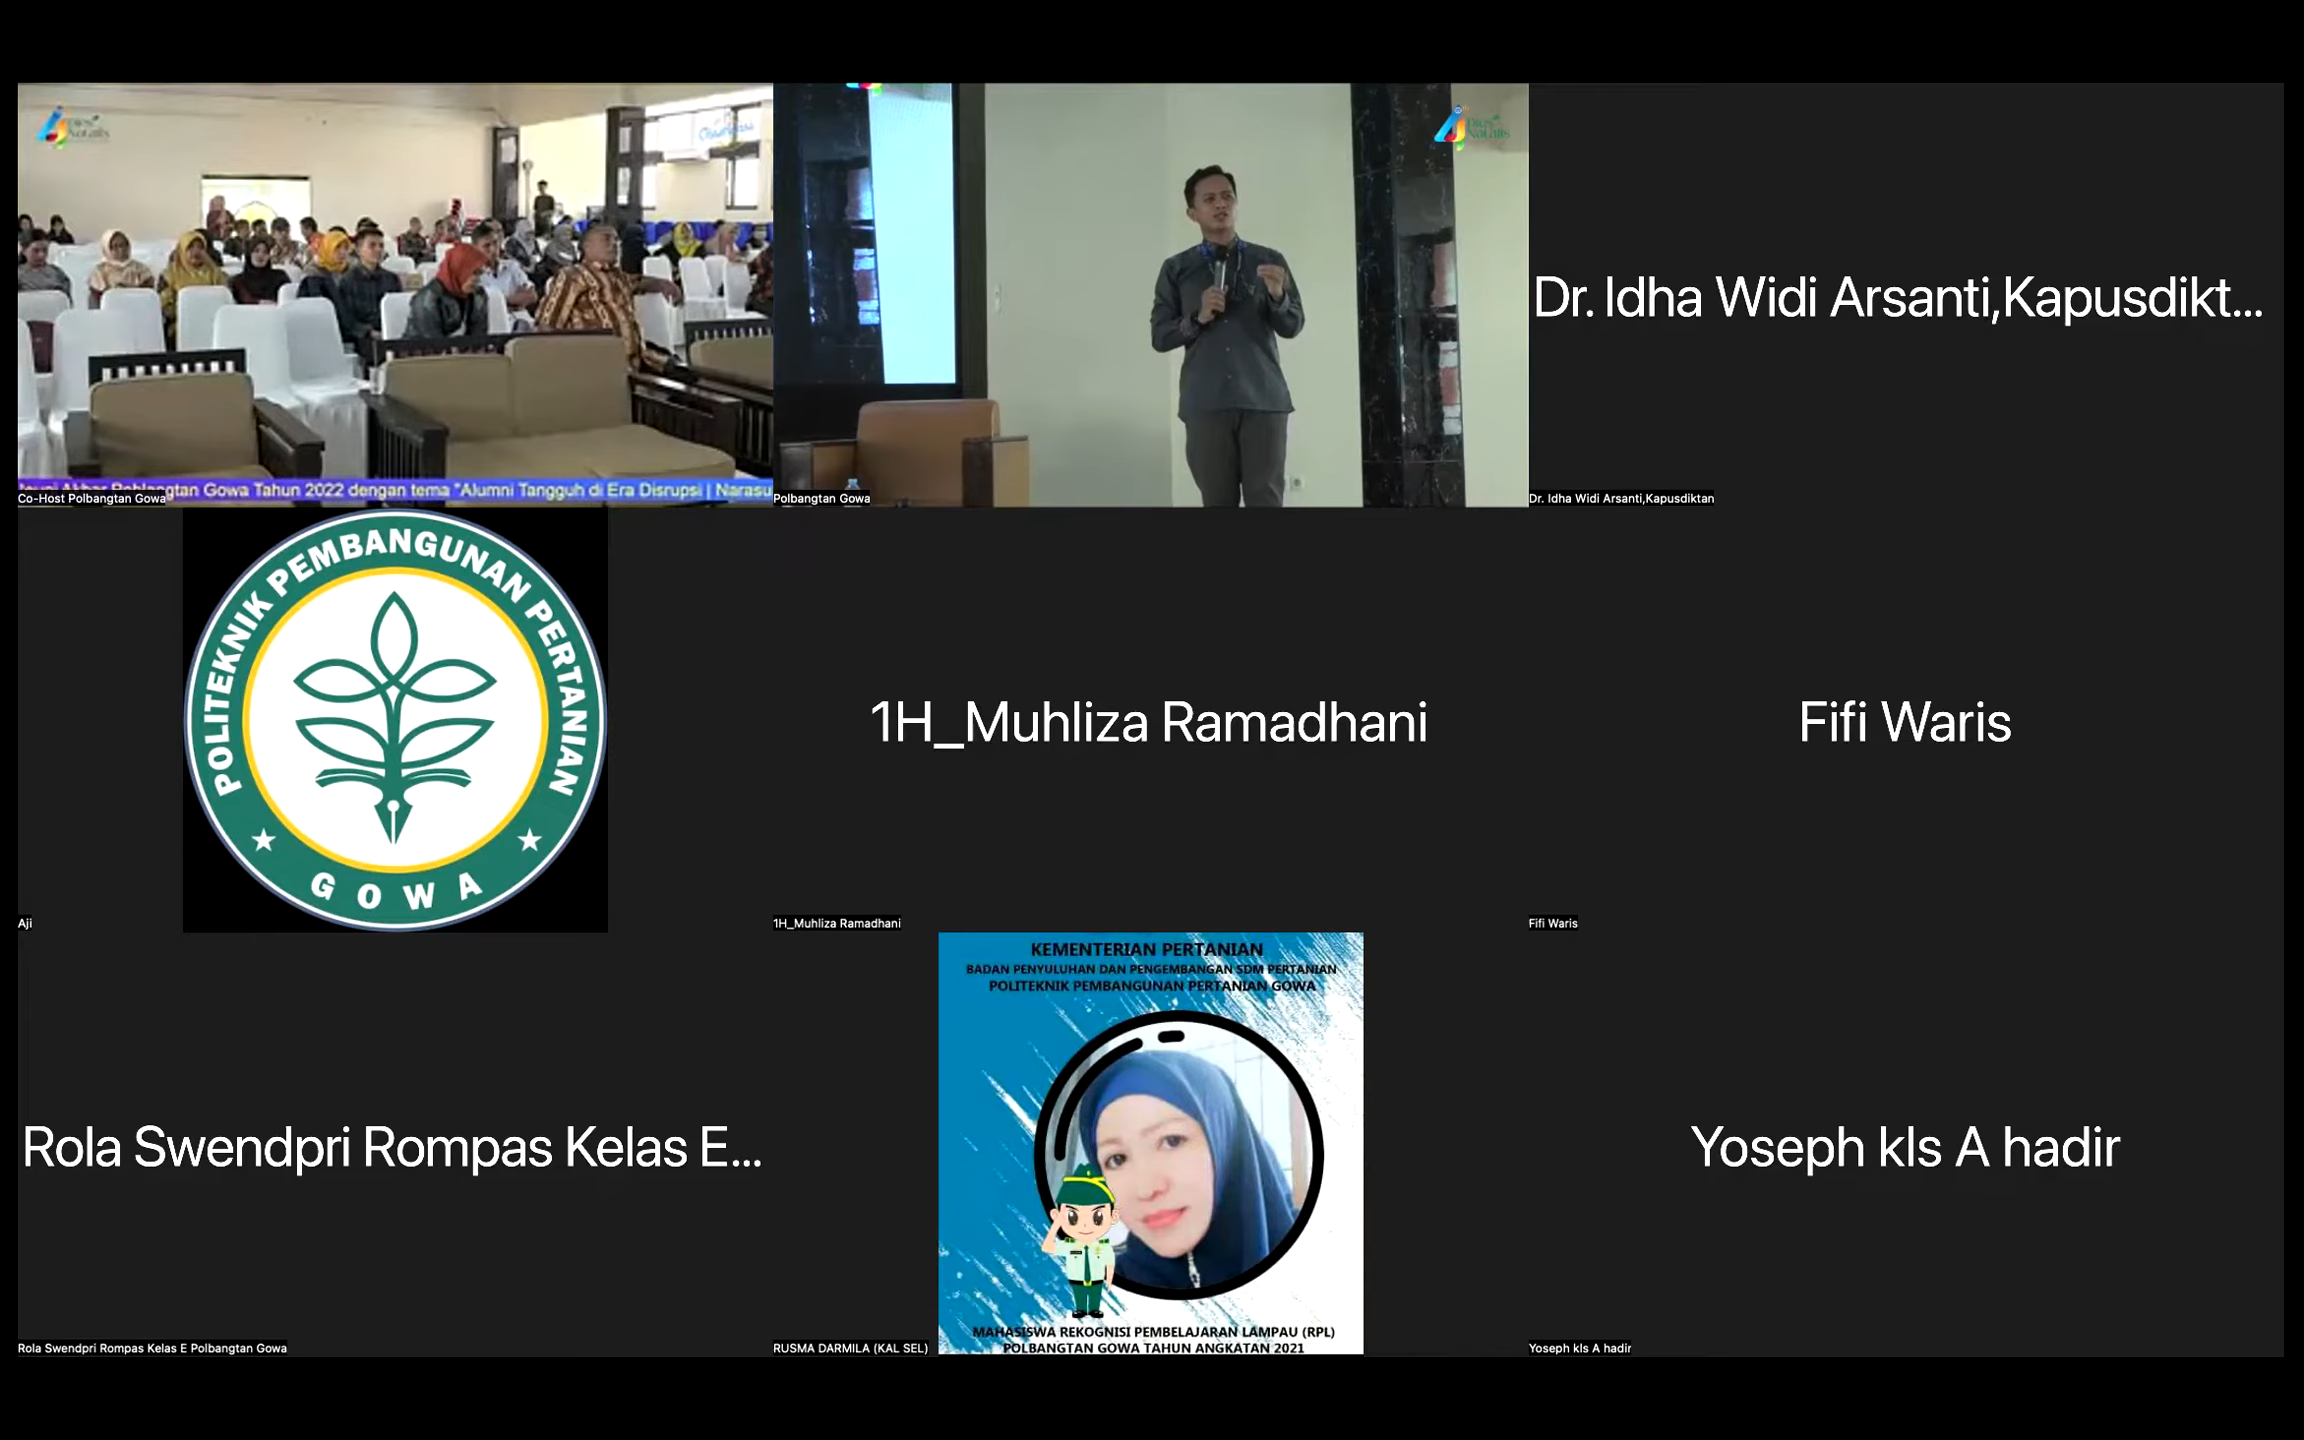 Dies
Natalis
Dies
Natalis
Dr. Idha Widi Arsanti,Kapusdikt...
gtan Gowa Tahun 2022 dengan tema "Alumni Tangguh di Era Disrupsi | Narasu
Co-Host Polbangtan Gowa
Polbangtan Gowa
Dr. Idha Widi Arsanti,Kapusdiktan
POLITEKNIK PEMBANGUNAN PERTANIAN
GOWA
1H_Muhliza Ramadhani
Fifi Waris
Aji
1H_Muhliza Ramadhani
Fifi Waris
KEMENTERIAN PERTANIAN
BADAN PENYULUHAN DAN PENGEMBANGAN SDM PERTANIAN
POLITEKNIK PEMBANGUNAN PERTANIAN GOWA
Rola Swendpri Rompas Kelas E...
Yoseph kls A hadir
MAHASISWA REKOGNISI PEMBELAJARAN LAMPAU (RPL)
POLBANGTAN GOWA TAHUN ANGKATAN 2021
Rola Swendpri Rompas Kelas E Polbangtan Gowa
RUSMA DARMILA (KAL SEL)
Yoseph kls A hadir